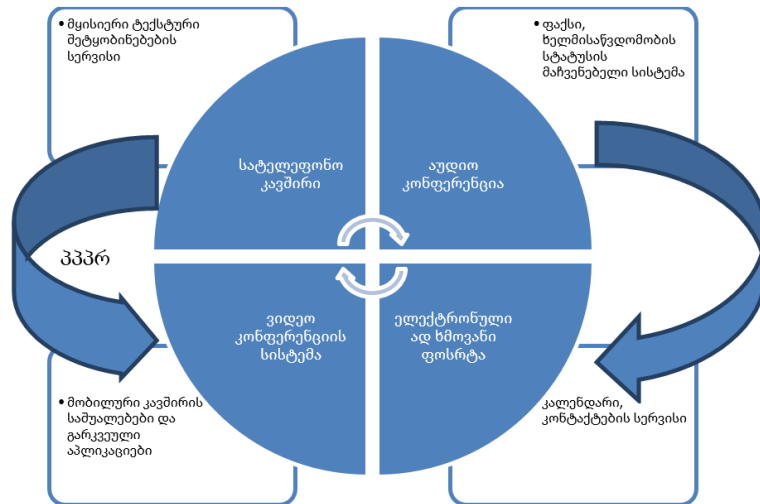 • მყისიერი ტექსტური
მეტყობინებების
სერვისი
• ფაქსი,
ხელმისაწვდომობის
სტატუსის
მაჩვენებელი სისტემა
სატელეფონო
კავშირი
აუდიო
კონფერენცია
პპპრ
ვიდეო
კონფერენციის
სისტემა
ელექტრონული
ად ხმოვანი
ფოსრტა
• მობილური კავშირის
საშუალებები და
გარკვეული
აპლიკაციები
კალენდარი,
კონტაქტების სერვისი